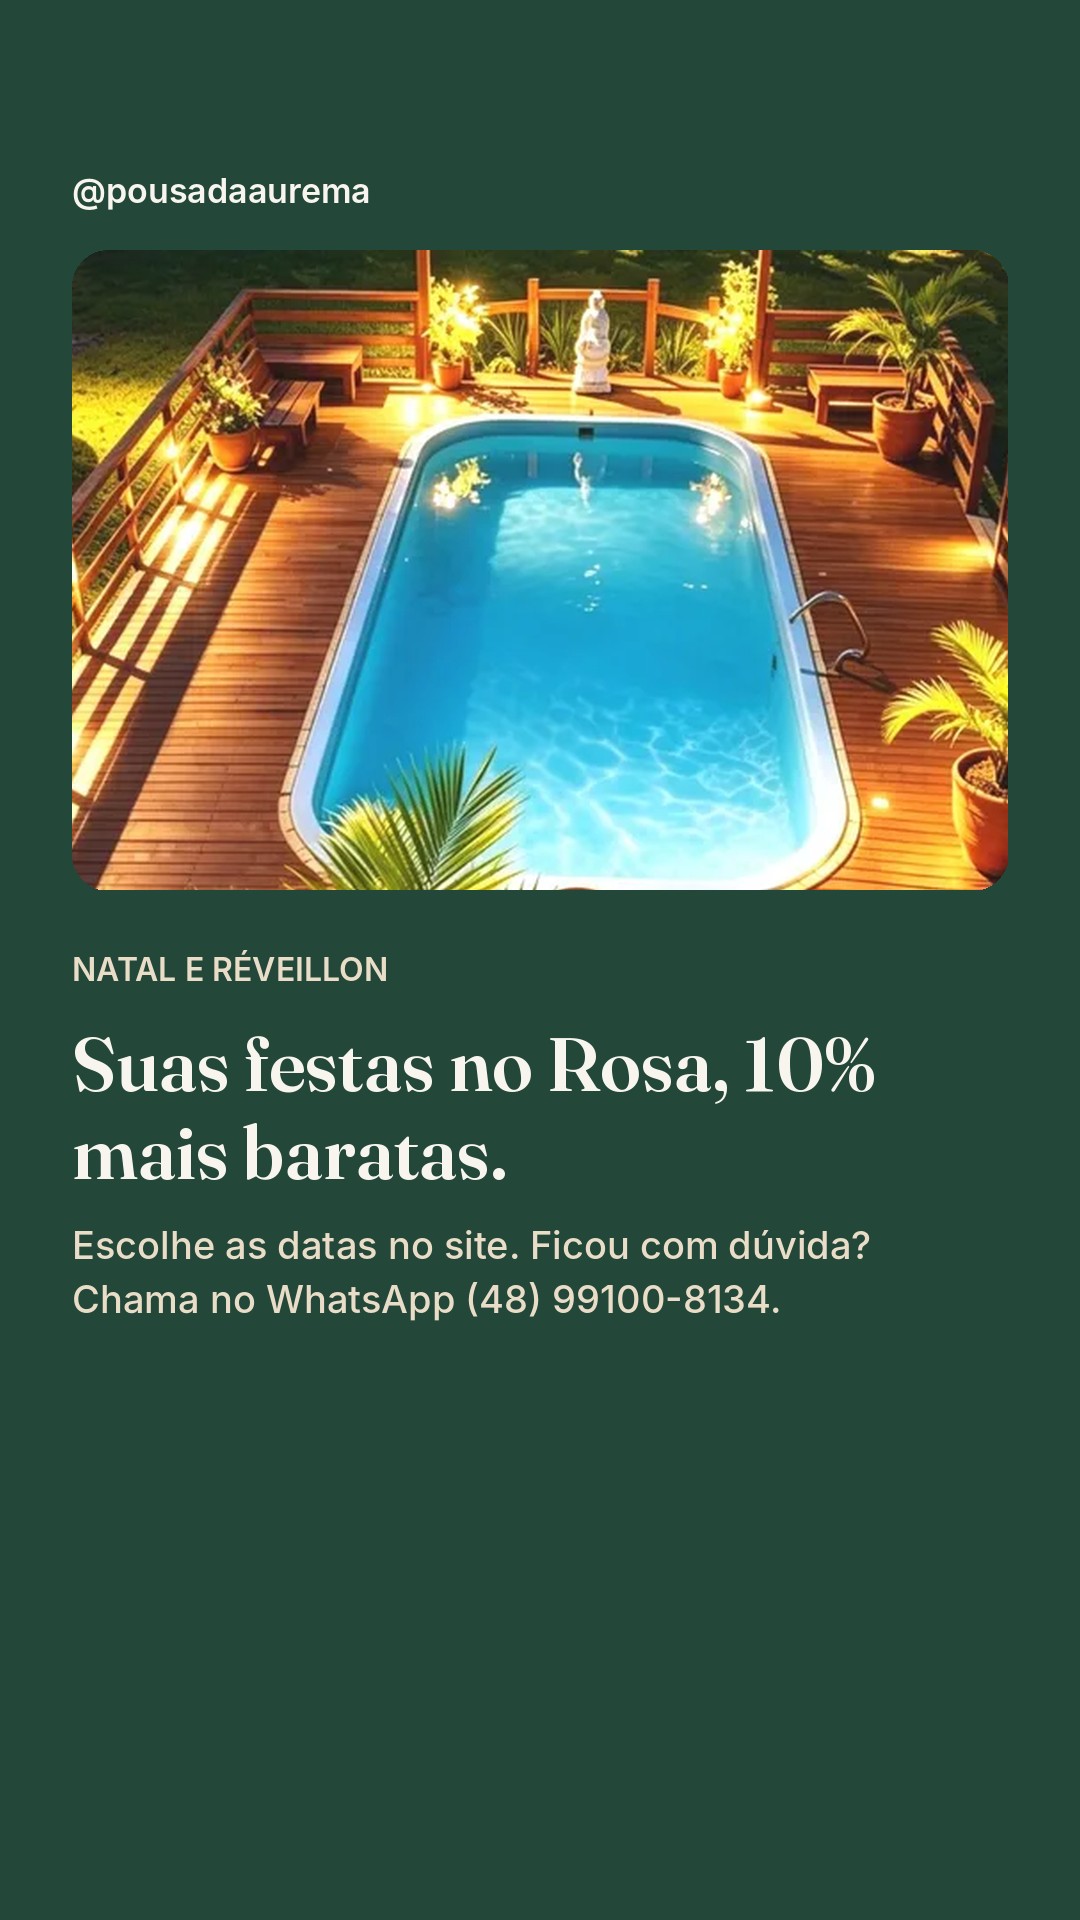 @pousadaaurema
NATAL E RÉVEILLON
Suas festas no Rosa, 10%
mais baratas.
Escolhe as datas no site. Ficou com dúvida?
Chama no WhatsApp (48) 99100-8134.